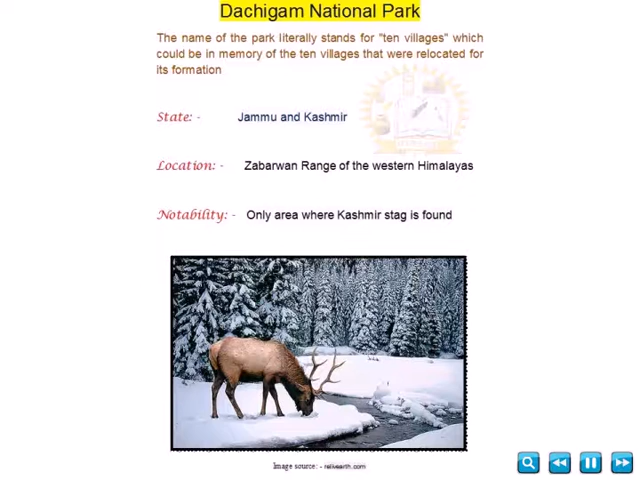 Dachigam National Park
The name of the park literally stands for "ten villages" which
could be in memory of the ten villages that were relocated for
its formation
State: - Jammu and Kashmir
Location: - Zabarwan Range of the western Himalayas
Notability: - Only area where Kashmir stag is found
Image source: - relivearth.com